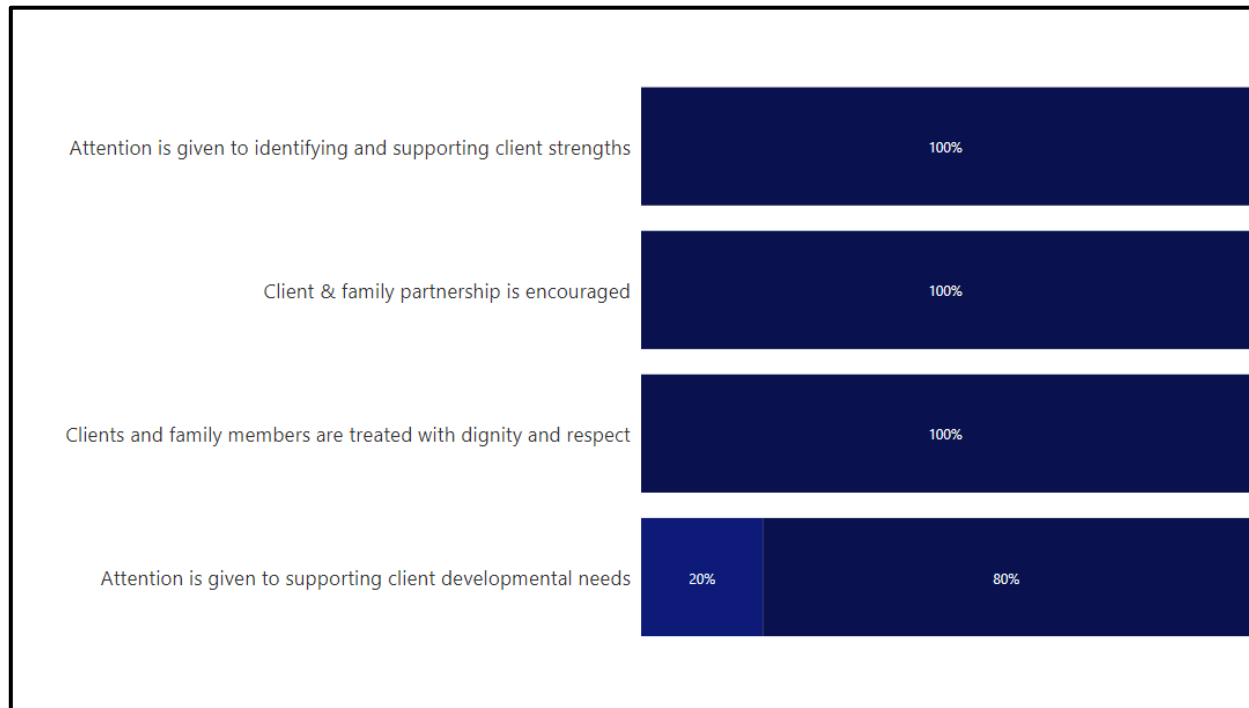 Attention is given to identifying and supporting client strengths
100%
Client & family partnership is encouraged
100%
Clients and family members are treated with dignity and respect
100%
Attention is given to supporting client developmental needs
20%
80%